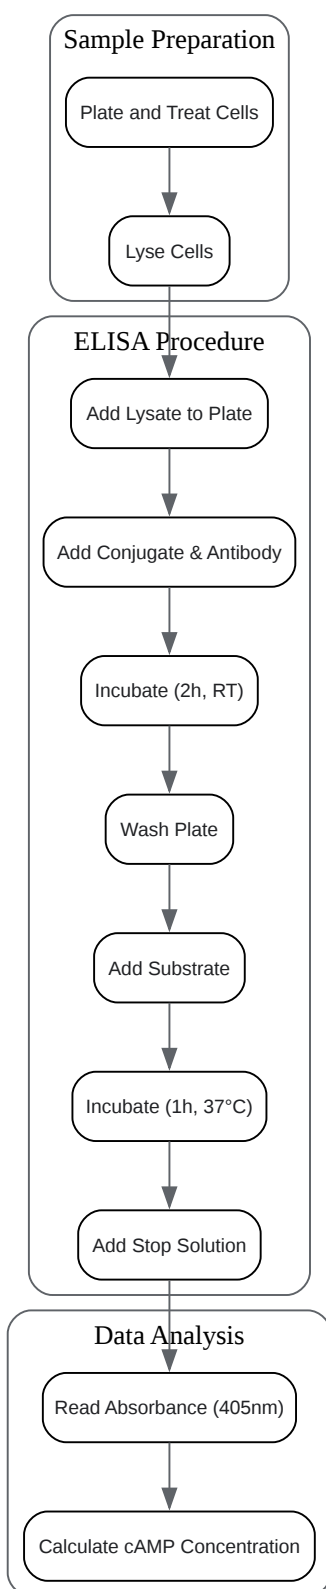 Sample Preparation
Plate and Treat Cells
Lyse Cells
ELISA Procedure
Add Lysate to Plate
Add Conjugate & Antibody
Incubate (2h, RT)
Wash Plate
Add Substrate
Incubate (1h, 37°C)
Add Stop Solution
Data Analysis
Read Absorbance (405nm)
Calculate cAMP Concentration